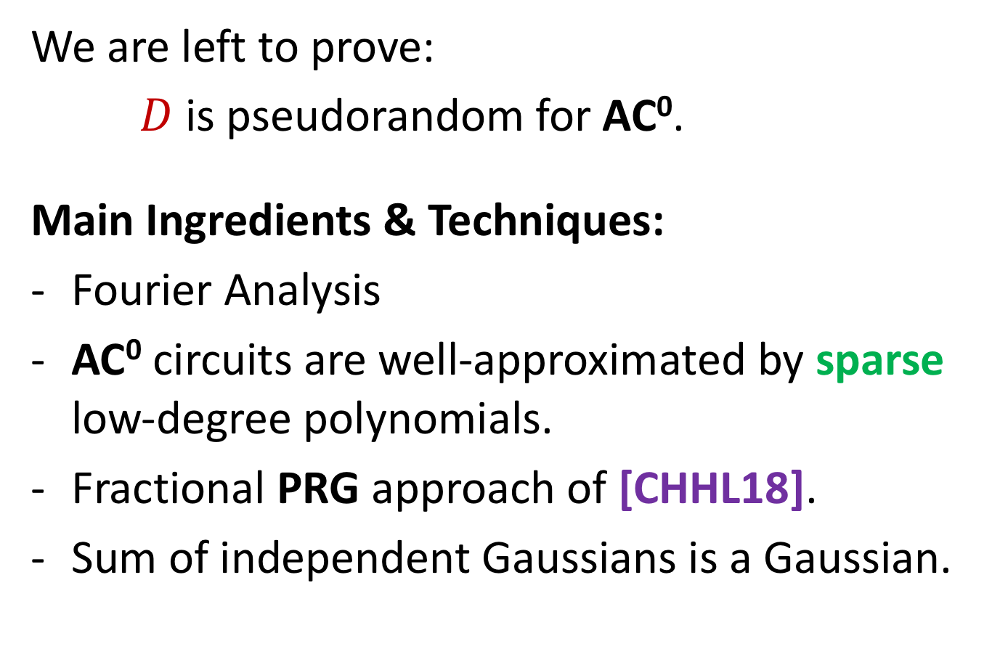 We are left to prove:
D is pseudorandom for AC⁰.
Main Ingredients & Techniques:
- Fourier Analysis
- AC⁰ circuits are well-approximated by sparse
low-degree polynomials.
- Fractional PRG approach of [CHHL18].
- Sum of independent Gaussians is a Gaussian.